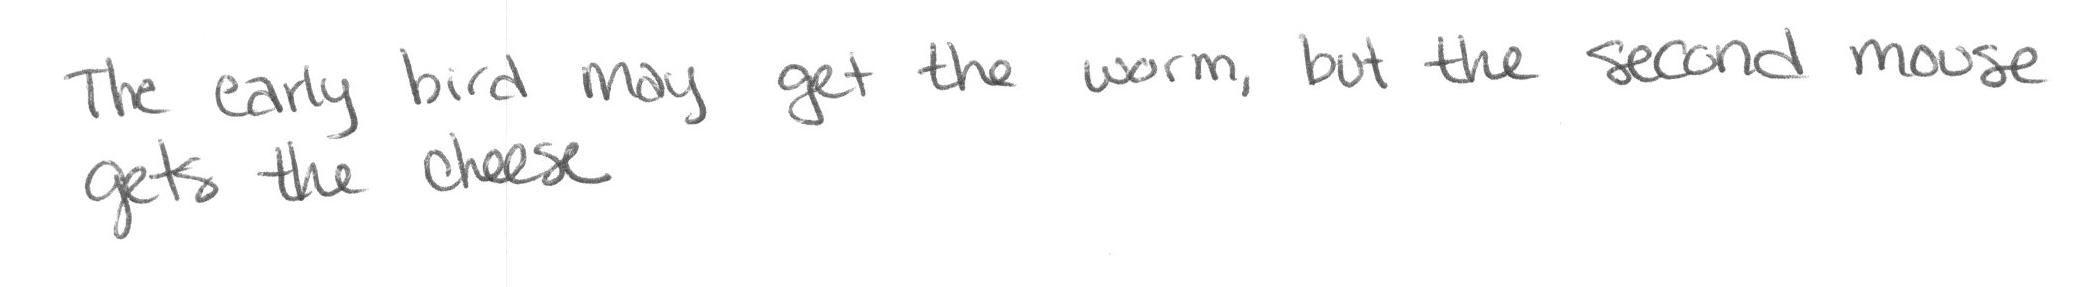 The early bird may get the worm, but the second mouse
gets the cheese